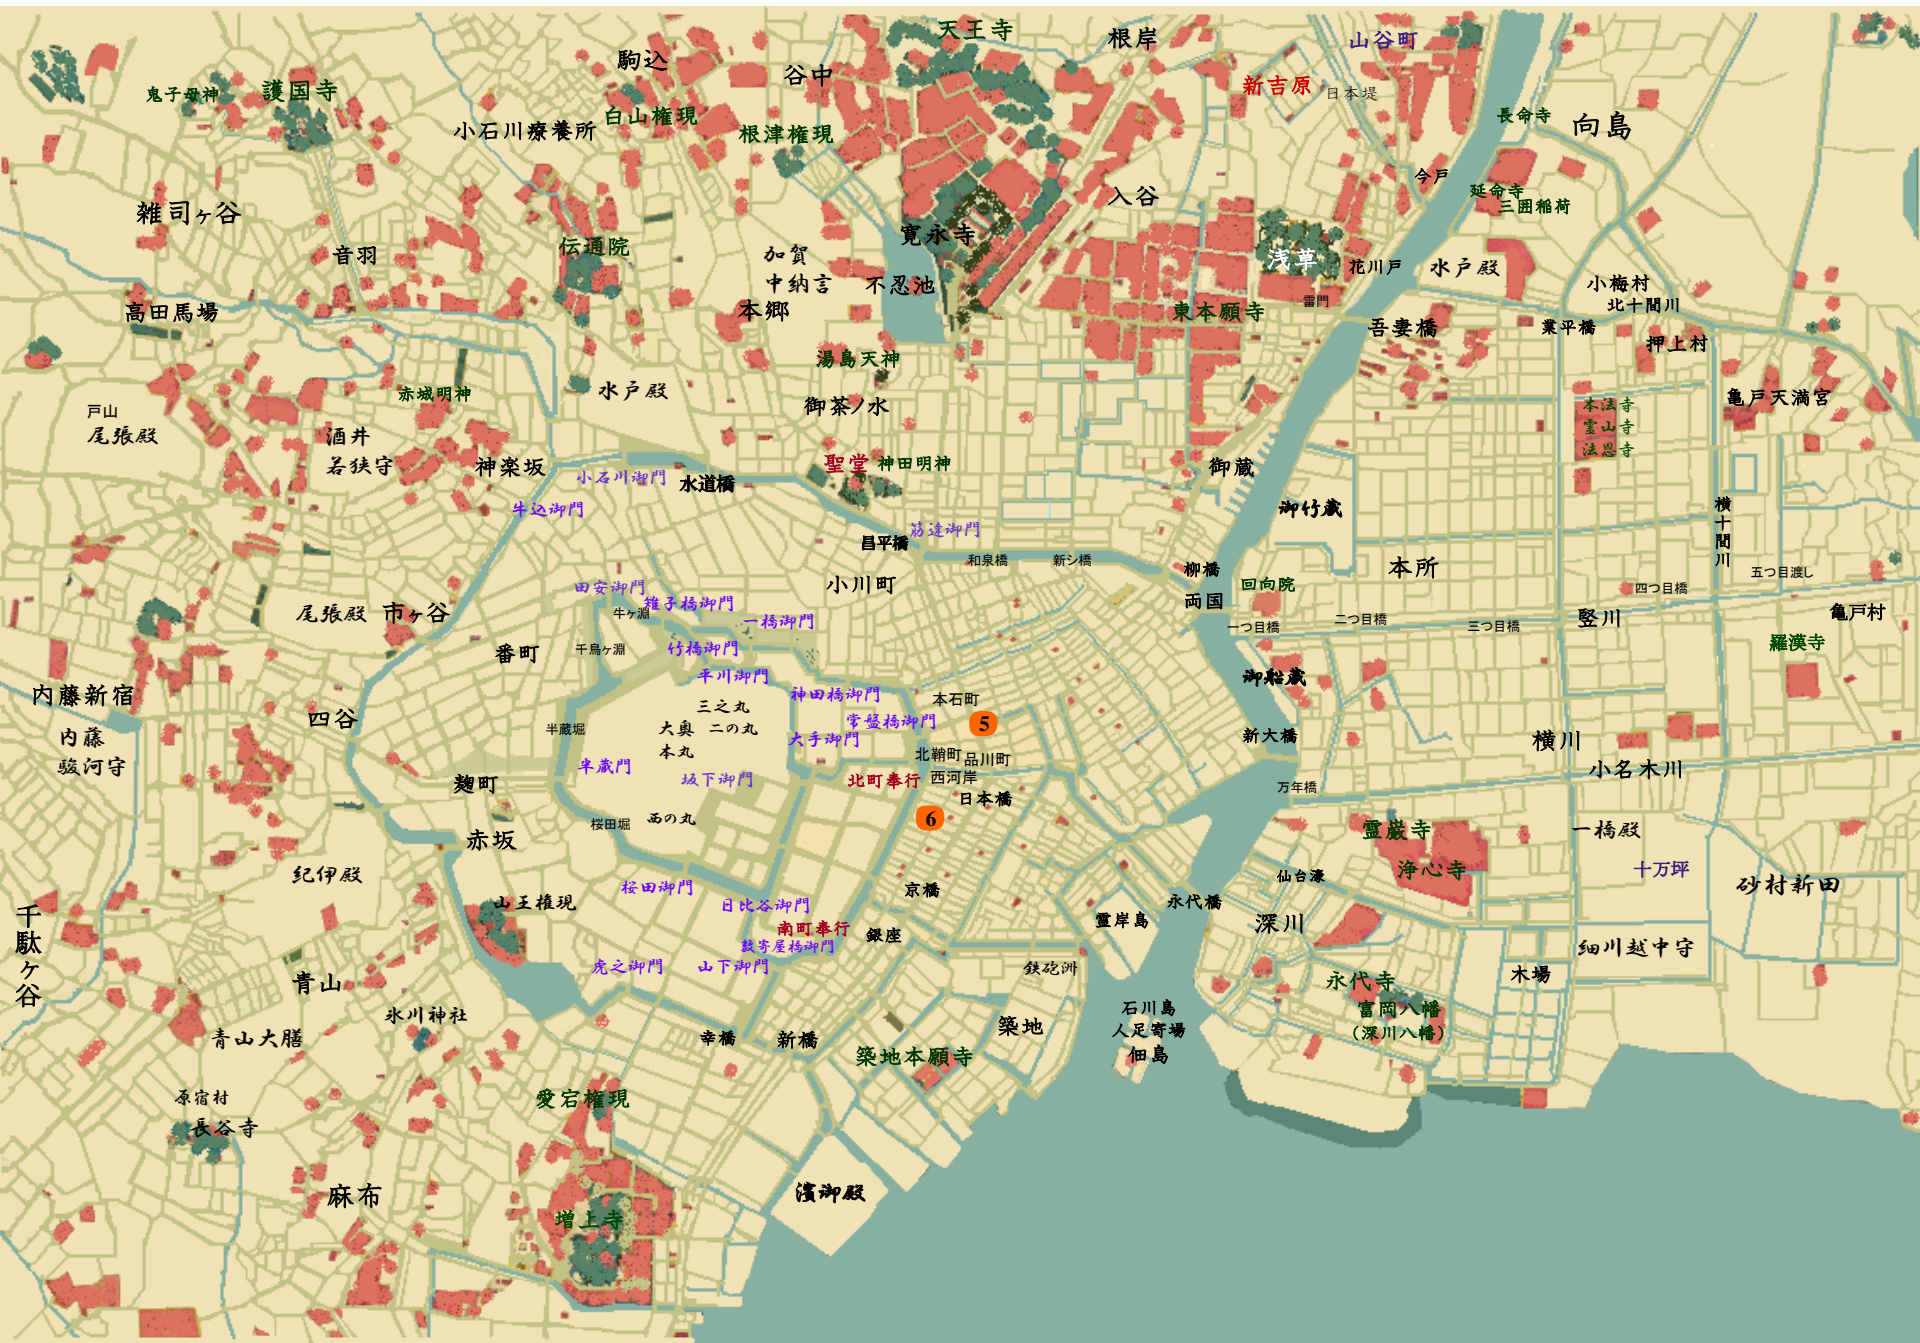 天王寺
根岸
山谷町
駒込
谷中
新吉原
日本堤
鬼子母神
護国寺
白山権現
小石川療養所
根津権現
長命寺
向島
今戸
延命寺
三囲稲荷
雑司ヶ谷
入谷
寛永寺
伝通院
音羽
加賀
中納言
浅草
花川戸
水戸殿
不忍池
小梅村
北十間川
本郷
高田馬場
東本願寺
雷門
吾妻橋
業平橋
押上村
湯島天神
赤城明神
水戸殿
御茶ノ水
亀戸天満宮
戸山
尾張殿
本法寺
霊山寺
法恩寺
酒井
若狭守
神楽坂
聖堂
神田明神
御蔵
小石川御門
水道橋
牛込御門
御竹蔵
横十間川
筋違御門
昌平橋
和泉橋
新シ橋
柳橋
本所
五つ目渡し
小川町
回向院
四つ目橋
田安御門
雉子橋御門
両国
牛ヶ淵
一橋御門
尾張殿
市ヶ谷
一つ目橋
二つ目橋
三つ目橋
竪川
亀戸村
羅漢寺
番町
千鳥ヶ淵
竹橋御門
平川御門
御船蔵
内藤新宿
神田橋御門
本石町
三之丸
四谷
常盤橋御門
5
半蔵堀
大奥
二の丸
大手御門
新大橋
横川
内藤
駿河守
本丸
北鞘町
品川町
半蔵門
坂下御門
北町奉行
西河岸
小名木川
麹町
日本橋
万年橋
桜田堀
西の丸
6
赤坂
霊巌寺
一橋殿
浄心寺
十万坪
砂村新田
紀伊殿
桜田御門
京橋
仙台濠
山王権現
日比谷御門
永代橋
千駄ヶ谷
南町奉行
銀座
霊岸島
深川
数寄屋橋御門
細川越中守
虎之御門
山下御門
鉄砲洲
木場
青山
永代寺
氷川神社
石川島
人足寄場
佃島
富岡八幡
(深川八幡)
青山大膳
幸橋
新橋
築地
築地本願寺
原宿村
長谷寺
愛宕権現
麻布
濱御殿
増上寺